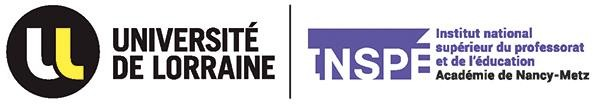 UNIVERSITÉ
DE LORRAINE
INSPÉ
Institut national
supérieur du professorat
et de l'éducation
Académie de Nancy-Metz